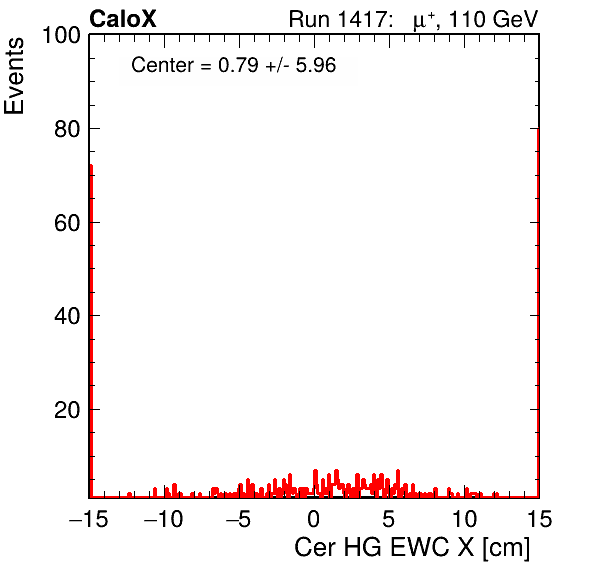 CaloX Run 1417: μ⁺, 110 GeV
Center = 0.79 +/- 5.96
Events
100
80
60
40
20
−15 −10 −5 0 5 10 15
Cer HG EWC X [cm]